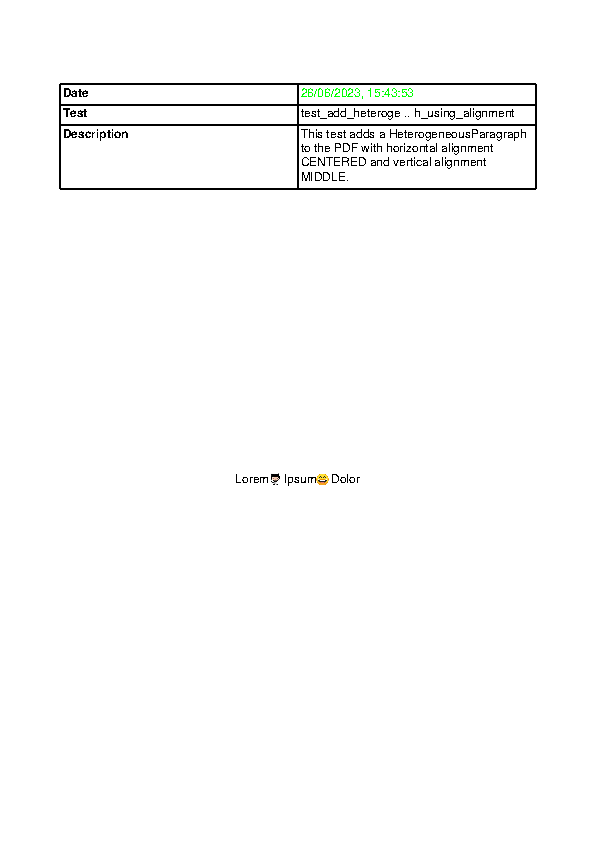 Date 26/06/2023, 15:43:53
Test test_add_heteroge .. h_using_alignment
Description This test adds a HeterogeneousParagraph
to the PDF with horizontal alignment
CENTERED and vertical alignment
MIDDLE.
Lorem Ipsum Dolor